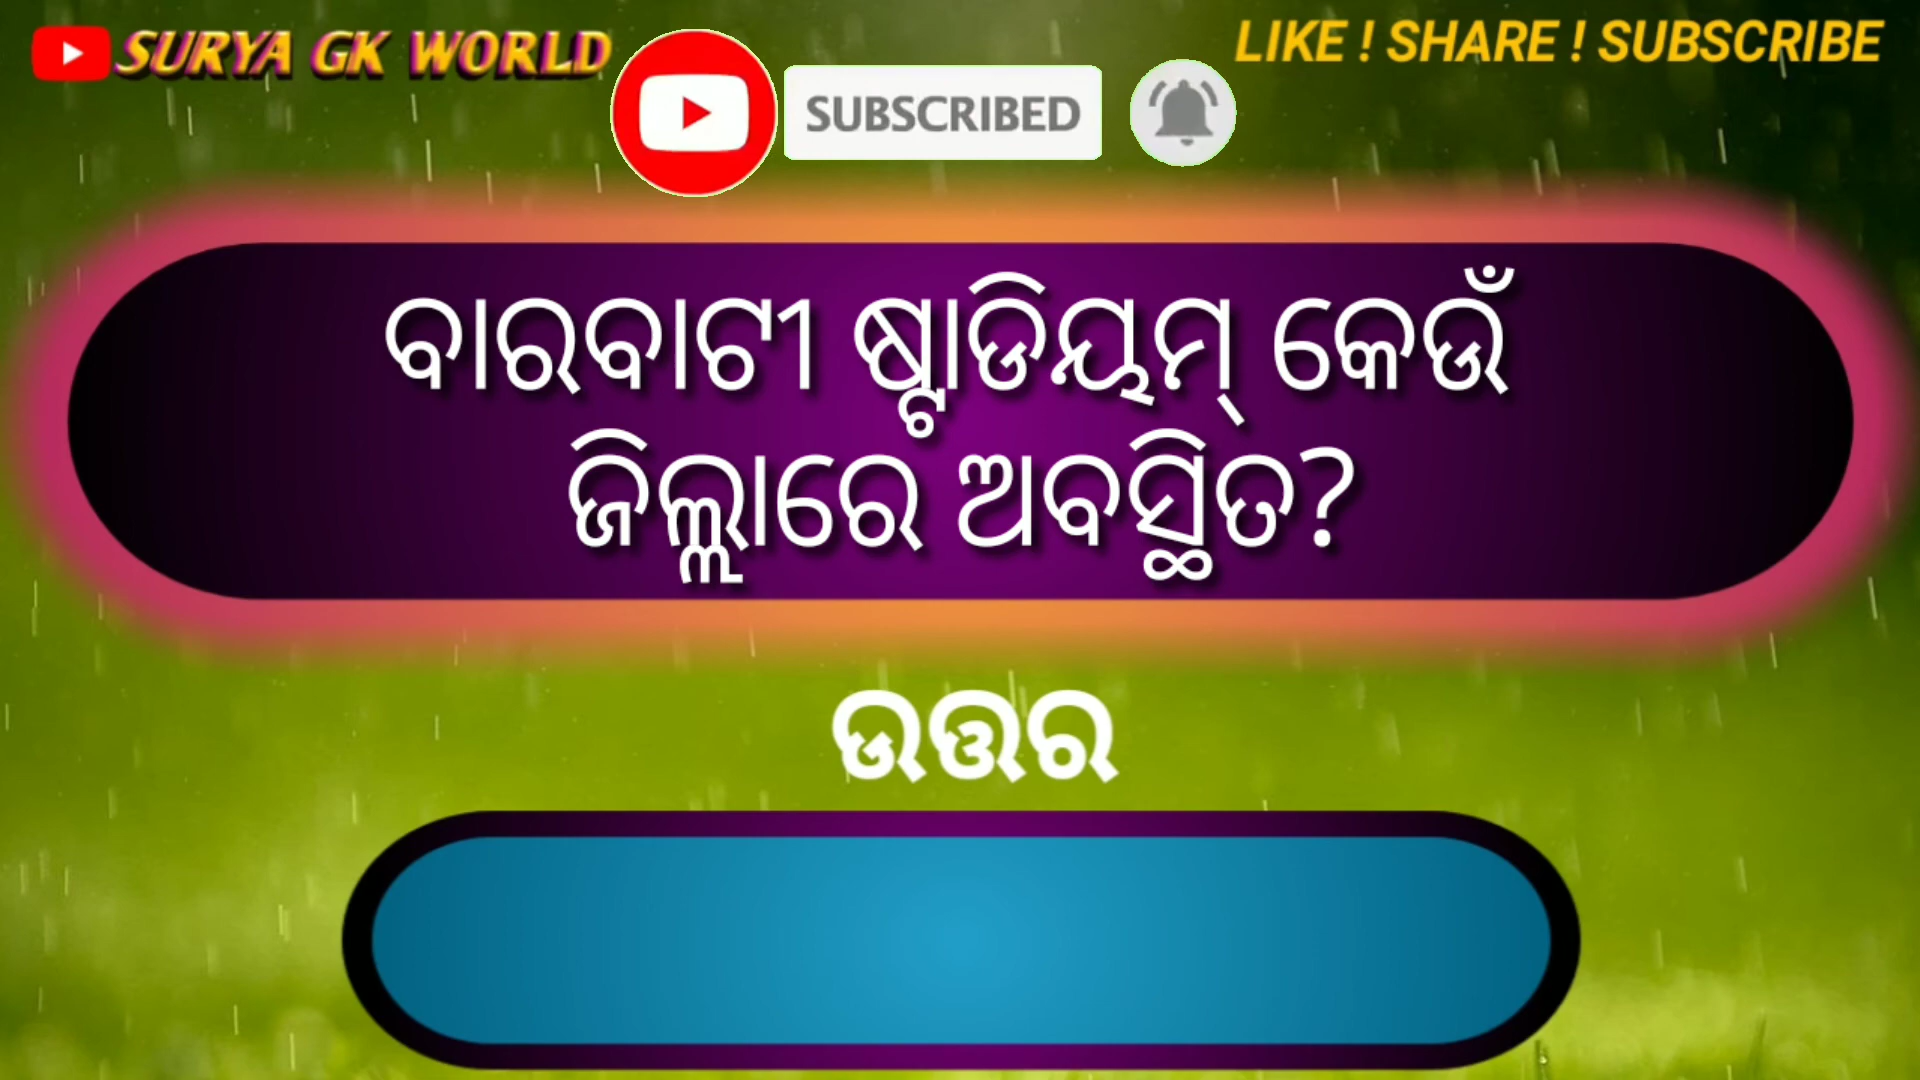 SURYA GK WORLD
LIKE ! SHARE ! SUBSCRIBE
SUBSCRIBED
ବାରବାଟୀ ଷ୍ଟାଡିୟମ୍ କେଉଁ
ଜିଲ୍ଲାରେ ଅବସ୍ଥିତ?
ଉତ୍ତର